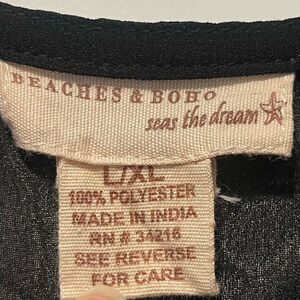 BEACHES & BOHO
seas the dream
L/XL
100% POLYESTER
MADE IN INDIA
RN # 34216
SEE REVERSE
FOR CARE